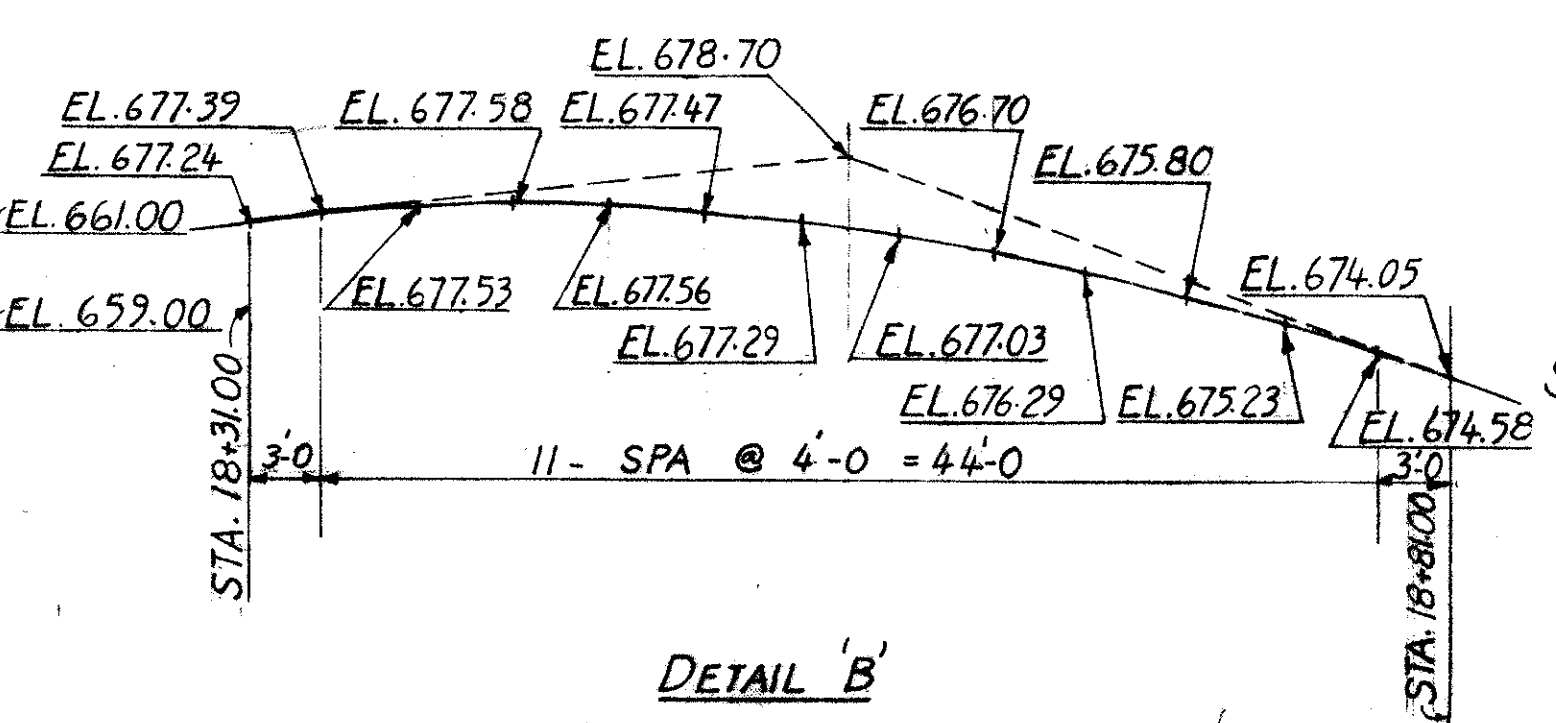 EL. 678.70
EL. 677.39
EL. 677.58
EL. 677.47
EL. 676.70
EL. 677.24
EL. 675.80
EL. 661.00
EL. 677.53
EL. 677.56
EL. 674.05
EL. 659.00
EL. 677.29
EL. 677.03
EL. 676.29
EL. 675.23
EL. 674.58
STA. 18+31.00
3'-0
11 - SPA @ 4'-0 = 44'-0
3'-0
STA. 18+81.00
DETAIL 'B'